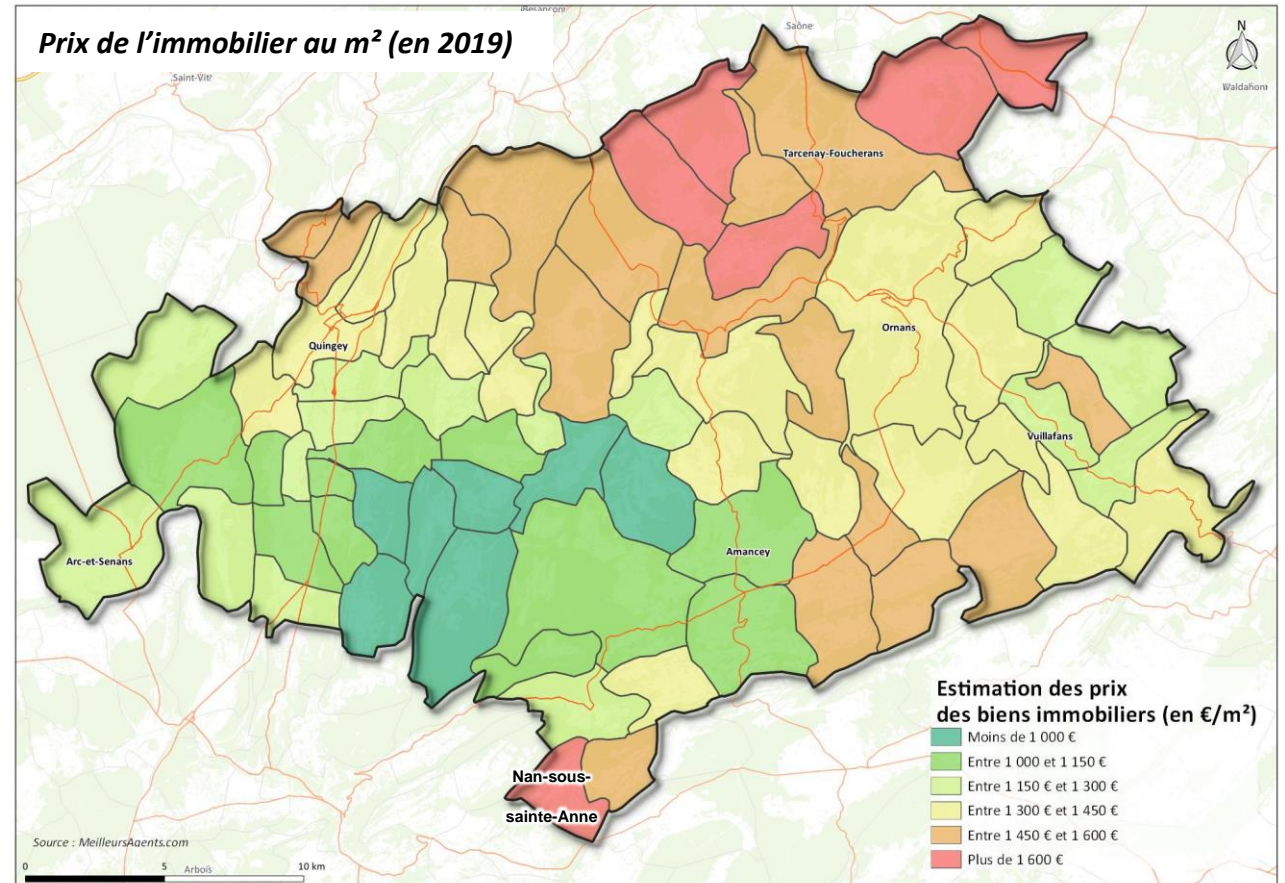 Prix de l'immobilier au m² (en 2019)
Besançon
Saône
N
Saint-Vit
Valdahon
Tarcenay-Foucherans
Quingey
Ornans
Vuillafans
Amancey
Arc-et-Senans
Nan-sous-
sainte-Anne
Estimation des prix
des biens immobiliers (en €/m²)
Moins de 1 000 €
Entre 1 000 et 1 150 €
Entre 1 150 € et 1 300 €
Entre 1 300 € et 1 450 €
Entre 1 450 € et 1 600 €
Plus de 1 600 €
Source : MeilleursAgents.com
0 5 10 km
Arbois